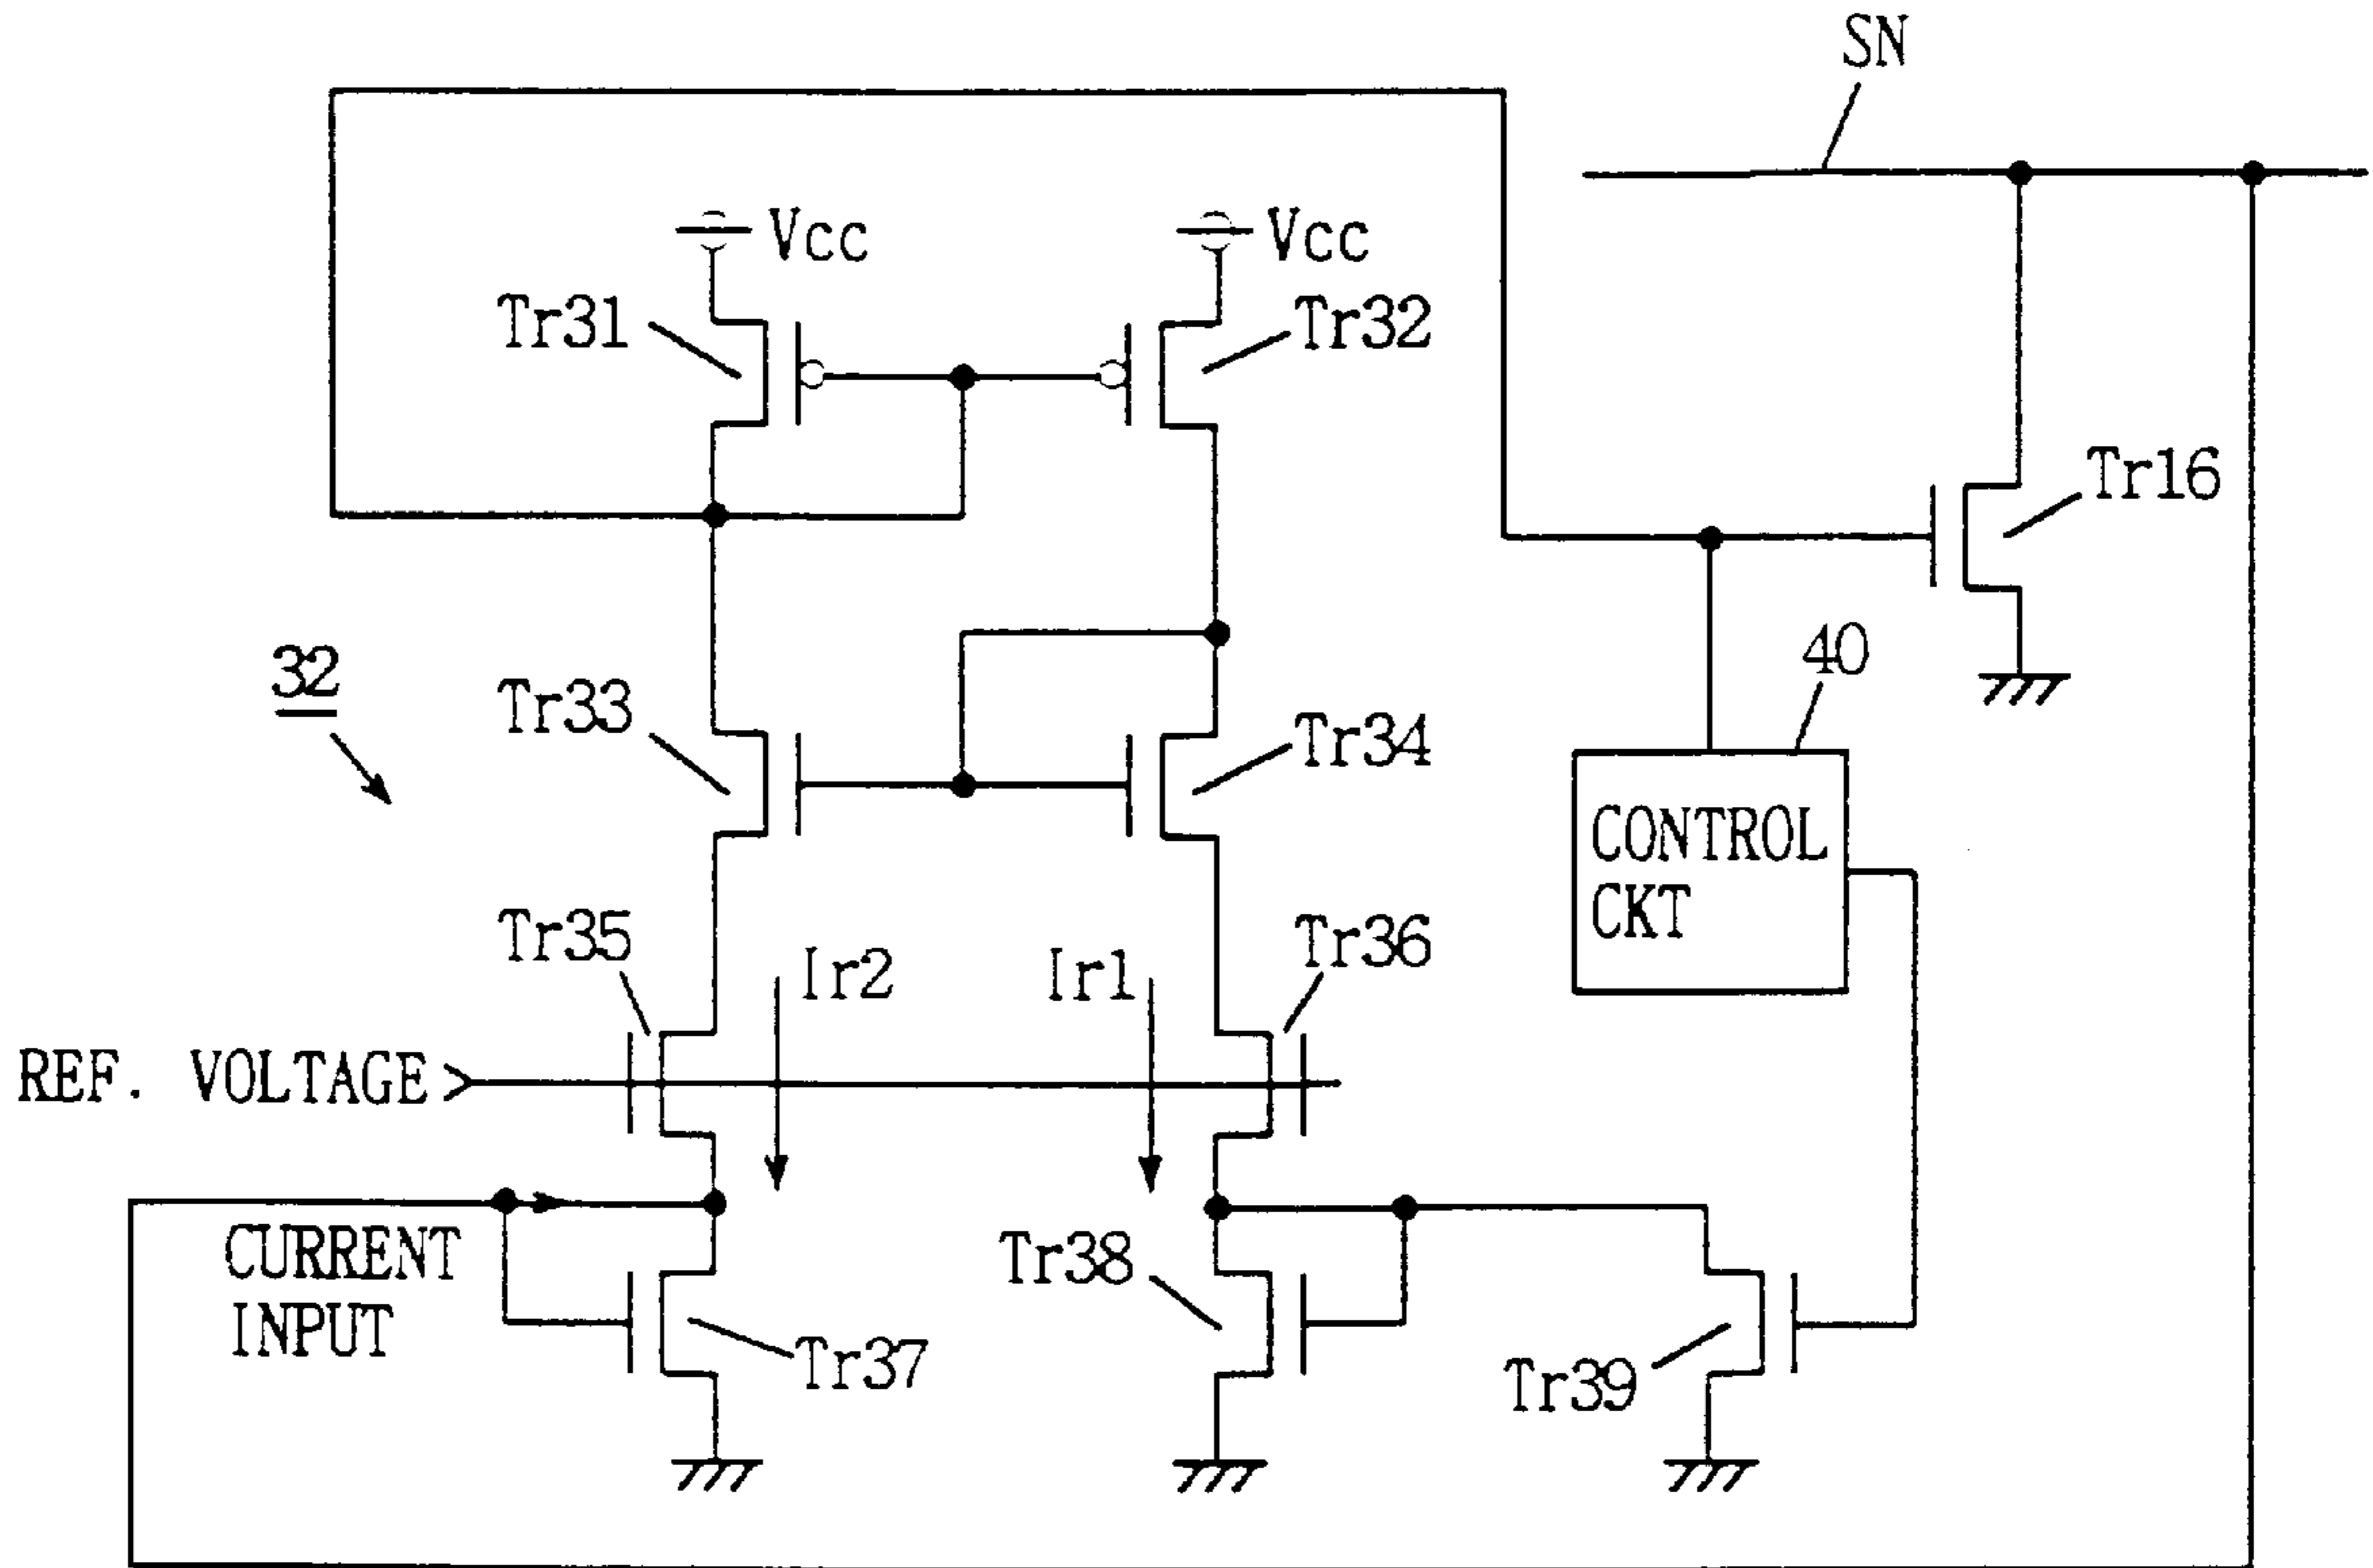 SN
Vcc
Vcc
Tr31
Tr32
Tr16
32
Tr33
Tr34
40
CONTROL
CKT
Tr35
Ir2
Ir1
Tr36
REF. VOLTAGE
CURRENT
INPUT
Tr37
Tr38
Tr39